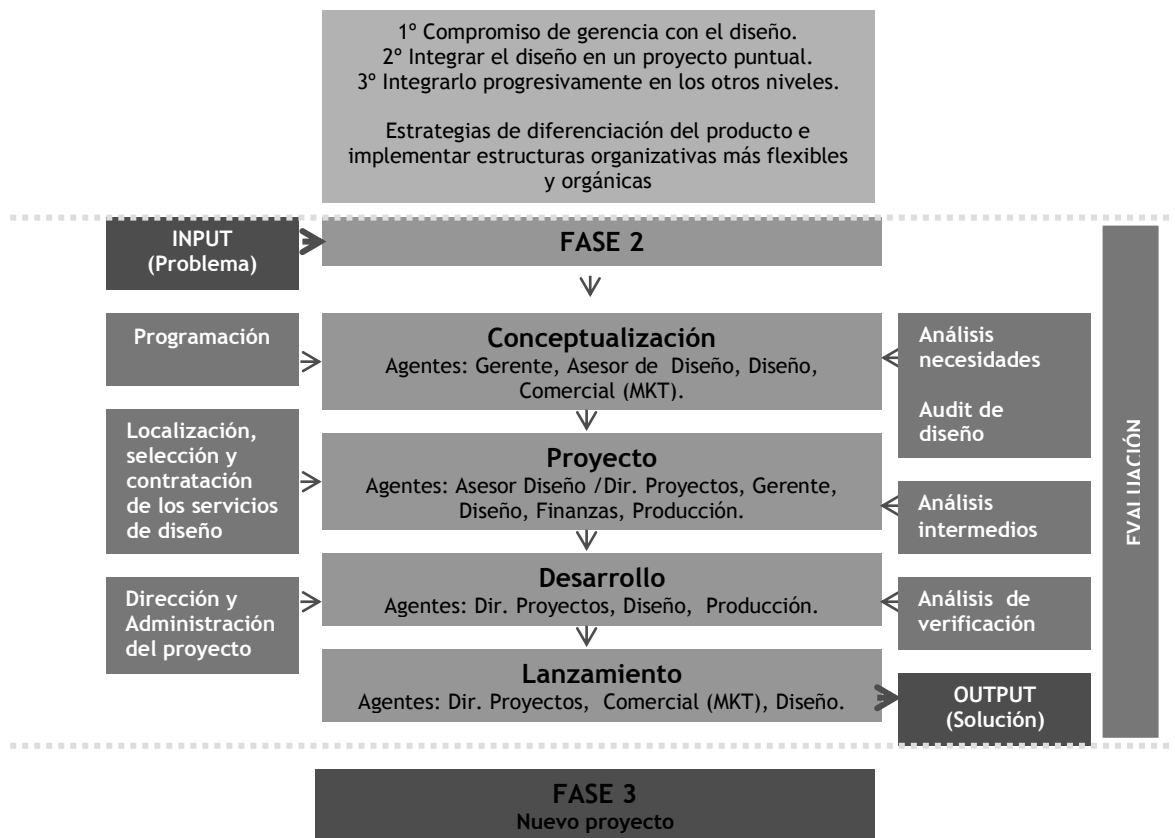 1º Compromiso de gerencia con el diseño.
2º Integrar el diseño en un proyecto puntual.
3º Integrarlo progresivamente en los otros niveles.
Estrategias de diferenciación del producto e
implementar estructuras organizativas más flexibles
y orgánicas
INPUT
(Problema)
FASE 2
Programación
Conceptualización
Agentes: Gerente, Asesor de Diseño, Diseño,
Comercial (MKT).
Análisis
necesidades
Audit de
diseño
Localización,
selección y
contratación
de los servicios
de diseño
Proyecto
Agentes: Asesor Diseño /Dir. Proyectos, Gerente,
Diseño, Finanzas, Producción.
Análisis
intermedios
Dirección y
Administración
del proyecto
Desarrollo
Agentes: Dir. Proyectos, Diseño, Producción.
Análisis de
verificación
Lanzamiento
Agentes: Dir. Proyectos, Comercial (MKT), Diseño.
OUTPUT
(Solución)
EVALUACIÓN
FASE 3
Nuevo proyecto